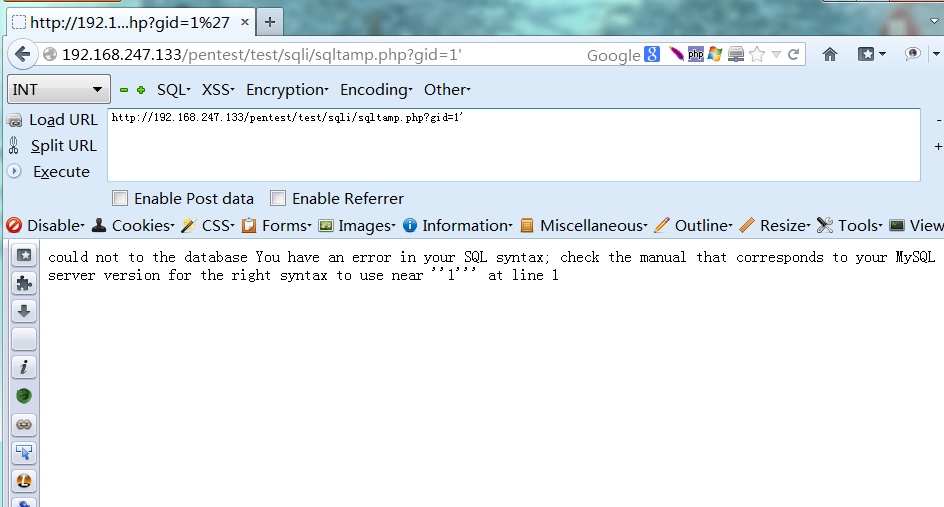 http://192.1...hp?gid=1%27
192.168.247.133/pentest/test/sqli/sqltamp.php?gid=1'
Google 8 php
INT SQL XSS Encryption Encoding Other
Load URL http://192.168.247.133/pentest/test/sqli/sqltamp.php?gid=1'
Split URL
Execute
Enable Post data Enable Referrer
Disable Cookies CSS Forms Images Information Miscellaneous Outline Resize Tools View
could not to the database You have an error in your SQL syntax; check the manual that corresponds to your MySQL
server version for the right syntax to use near ''1''' at line 1